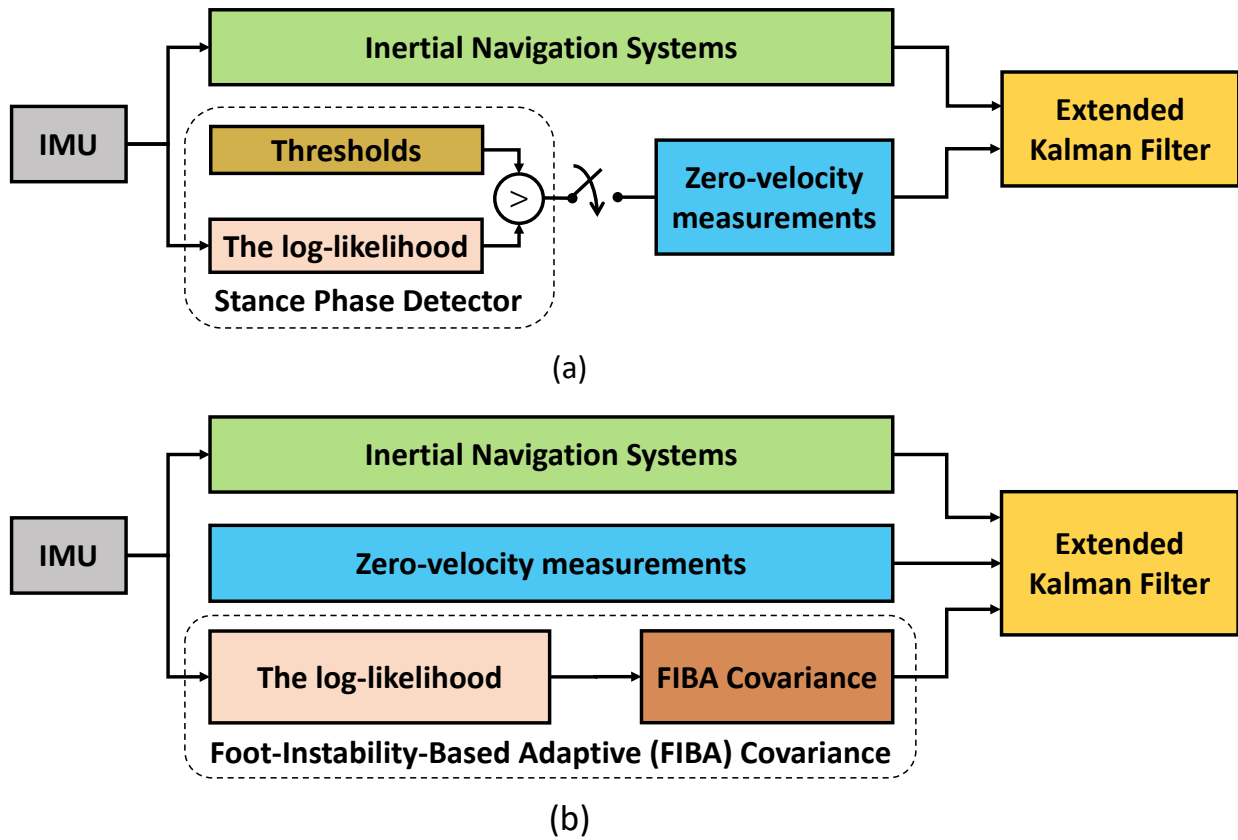 Inertial Navigation Systems
IMU
Thresholds
>
The log-likelihood
Stance Phase Detector
Zero-velocity
measurements
Extended
Kalman Filter
(a)
Inertial Navigation Systems
IMU
Zero-velocity measurements
The log-likelihood
FIBA Covariance
Foot-Instability-Based Adaptive (FIBA) Covariance
Extended
Kalman Filter
(b)